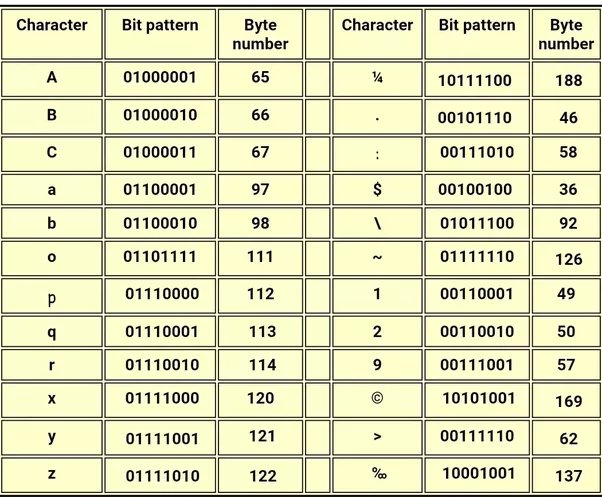 Character Bit pattern Byte number Character Bit pattern Byte number
A 01000001 65 ¼ 10111100 188
B 01000010 66 . 00101110 46
C 01000011 67 : 00111010 58
a 01100001 97 $ 00100100 36
b 01100010 98 \ 01011100 92
o 01101111 111 ~ 01111110 126
p 01110000 112 1 00110001 49
q 01110001 113 2 00110010 50
r 01110010 114 9 00111001 57
x 01111000 120 © 10101001 169
y 01111001 121 > 00111110 62
z 01111010 122 ‰ 10001001 137